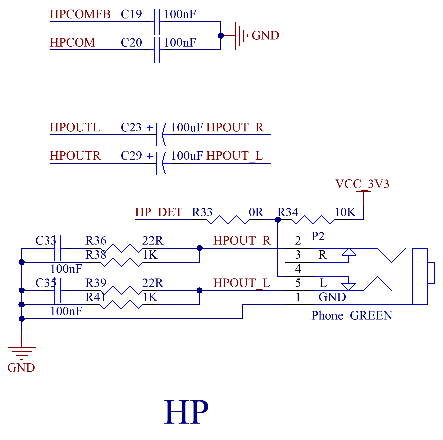 HPCOMFB C19 100nF
HPCOM C20 100nF
GND
HPOUTL C23 + 100uF HPOUT_R
HPOUTR C29 + 100uF HPOUT_L
VCC_3V3
HP_DET R33 0R R34 10K
C33 R36 22R HPOUT_R 2 P2
R38 1K 3 R
100nF 4
C35 R39 22R HPOUT_L 5 L
R41 1K 1 GND
100nF
Phone GREEN
GND
HP